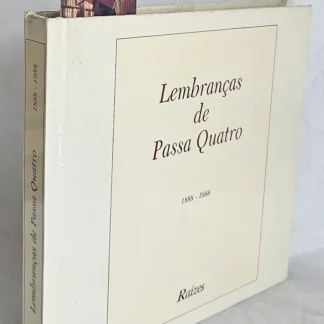 Lembranças
de
Passa Quatro
1888 - 1988
Raízes
Lembranças de Passa Quatro
1888 - 1988